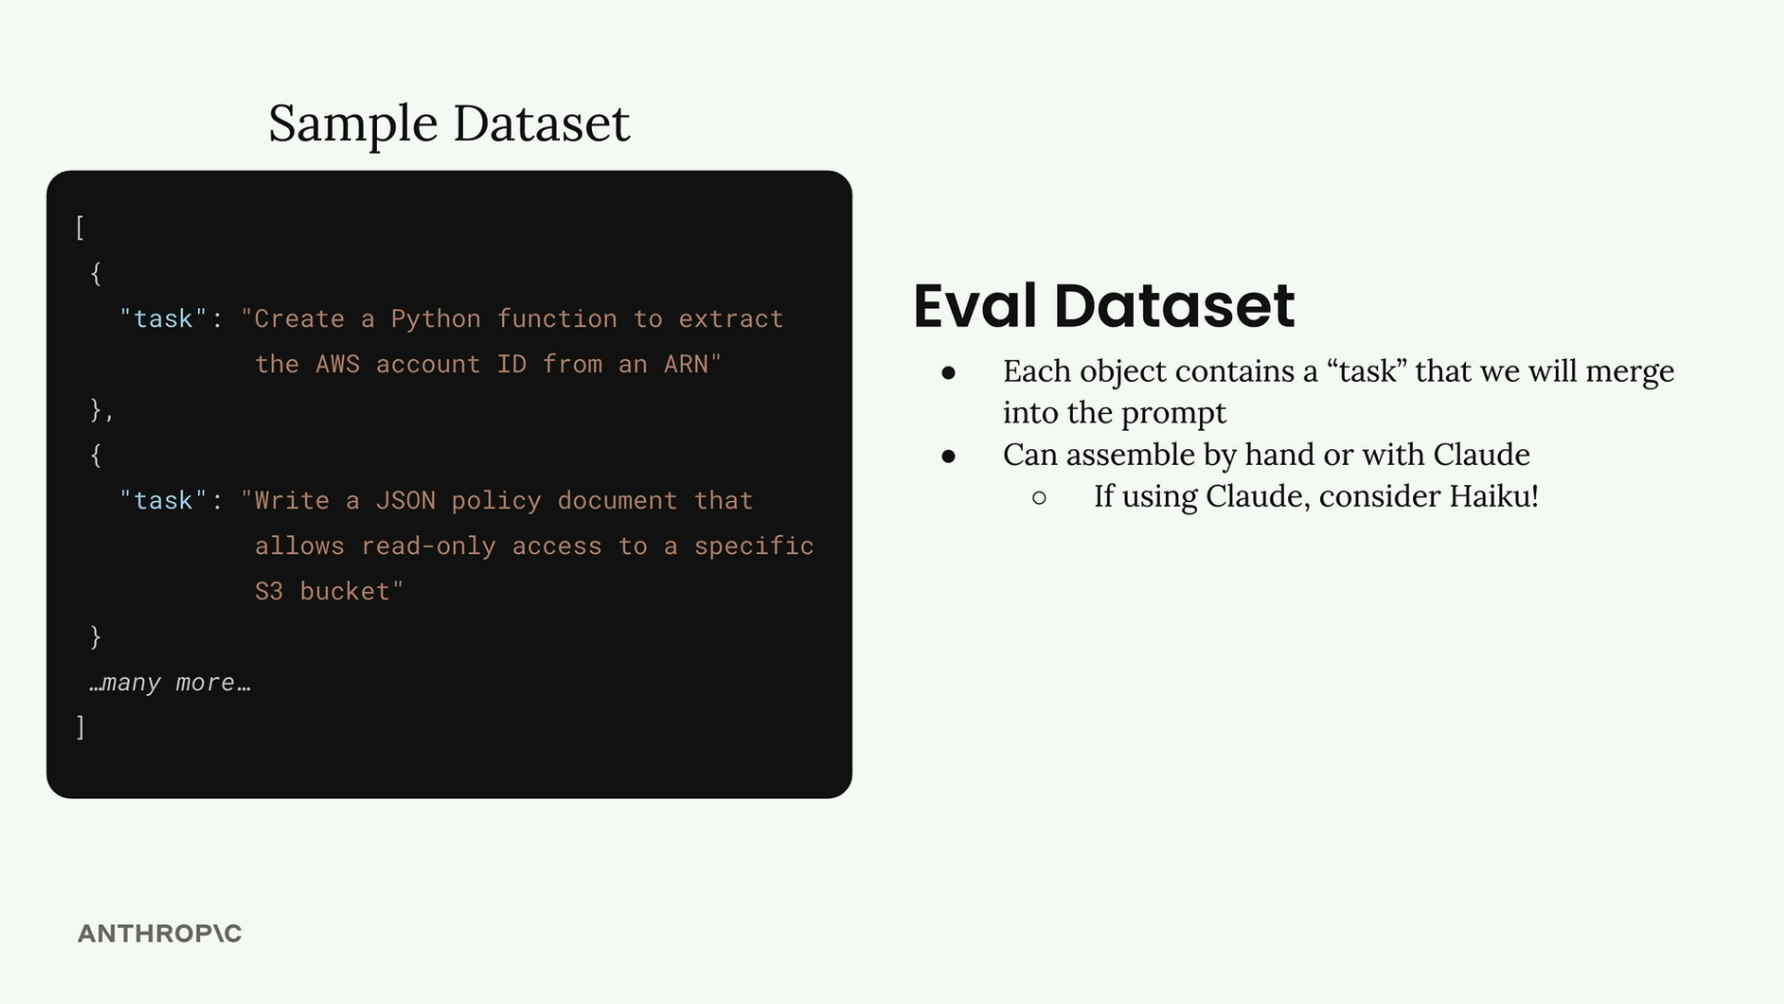 Sample Dataset
[
{
"task": "Create a Python function to extract
the AWS account ID from an ARN"
},
{
"task": "Write a JSON policy document that
allows read-only access to a specific
S3 bucket"
}
…many more…
]
Eval Dataset
● Each object contains a “task” that we will merge
into the prompt
● Can assemble by hand or with Claude
○ If using Claude, consider Haiku!
ANTHROP\C